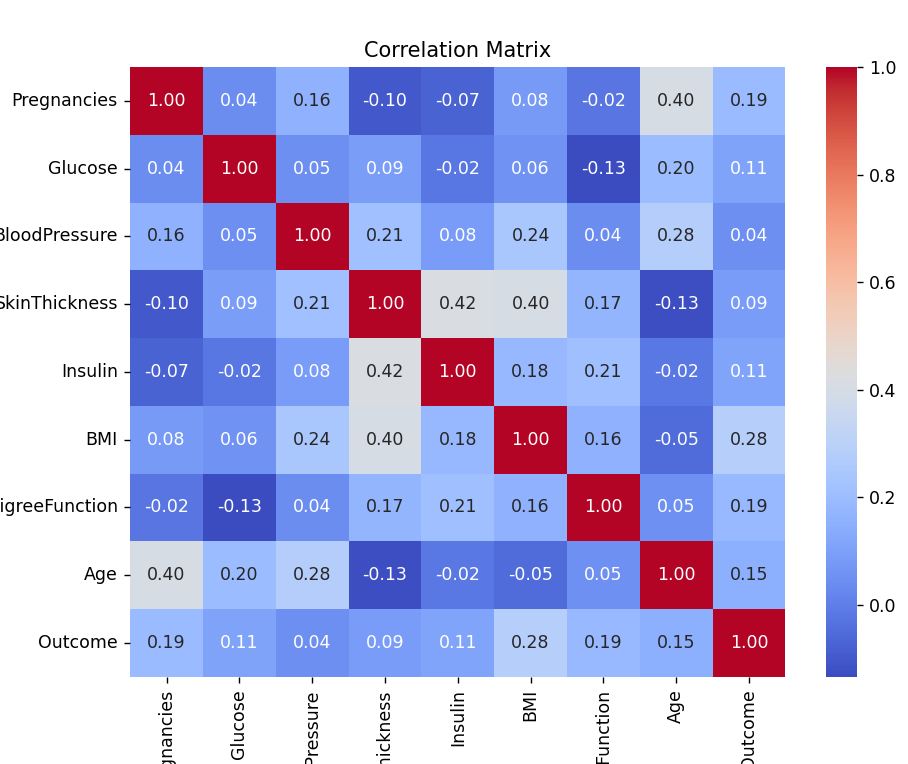 Correlation Matrix
Pregnancies 1.00 0.04 0.16 -0.10 -0.07 0.08 -0.02 0.40 0.19
Glucose 0.04 1.00 0.05 0.09 -0.02 0.06 -0.13 0.20 0.11
BloodPressure 0.16 0.05 1.00 0.21 0.08 0.24 0.04 0.28 0.04
SkinThickness -0.10 0.09 0.21 1.00 0.42 0.40 0.17 -0.13 0.09
Insulin -0.07 -0.02 0.08 0.42 1.00 0.18 0.21 -0.02 0.11
BMI 0.08 0.06 0.24 0.40 0.18 1.00 0.16 -0.05 0.28
igreeFunction -0.02 -0.13 0.04 0.17 0.21 0.16 1.00 0.05 0.19
Age 0.40 0.20 0.28 -0.13 -0.02 -0.05 0.05 1.00 0.15
Outcome 0.19 0.11 0.04 0.09 0.11 0.28 0.19 0.15 1.00
gnancies
Glucose
Pressure
hickness
Insulin
BMI
Function
Age
Outcome
1.0
0.8
0.6
0.4
0.2
0.0